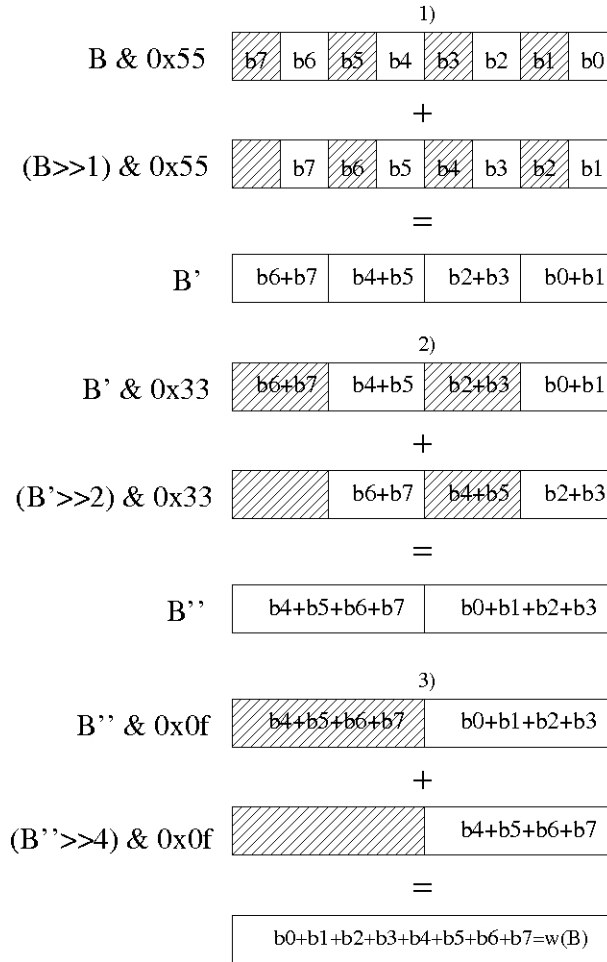 1)
B & 0x55 b7 b6 b5 b4 b3 b2 b1 b0
+
(B>>1) & 0x55 b7 b6 b5 b4 b3 b2 b1
=
B' b6+b7 b4+b5 b2+b3 b0+b1
2)
B' & 0x33 b6+b7 b4+b5 b2+b3 b0+b1
+
(B'>>2) & 0x33 b6+b7 b4+b5 b2+b3
=
B'' b4+b5+b6+b7 b0+b1+b2+b3
3)
B'' & 0x0f b4+b5+b6+b7 b0+b1+b2+b3
+
(B''>>4) & 0x0f b4+b5+b6+b7
=
b0+b1+b2+b3+b4+b5+b6+b7=w(B)